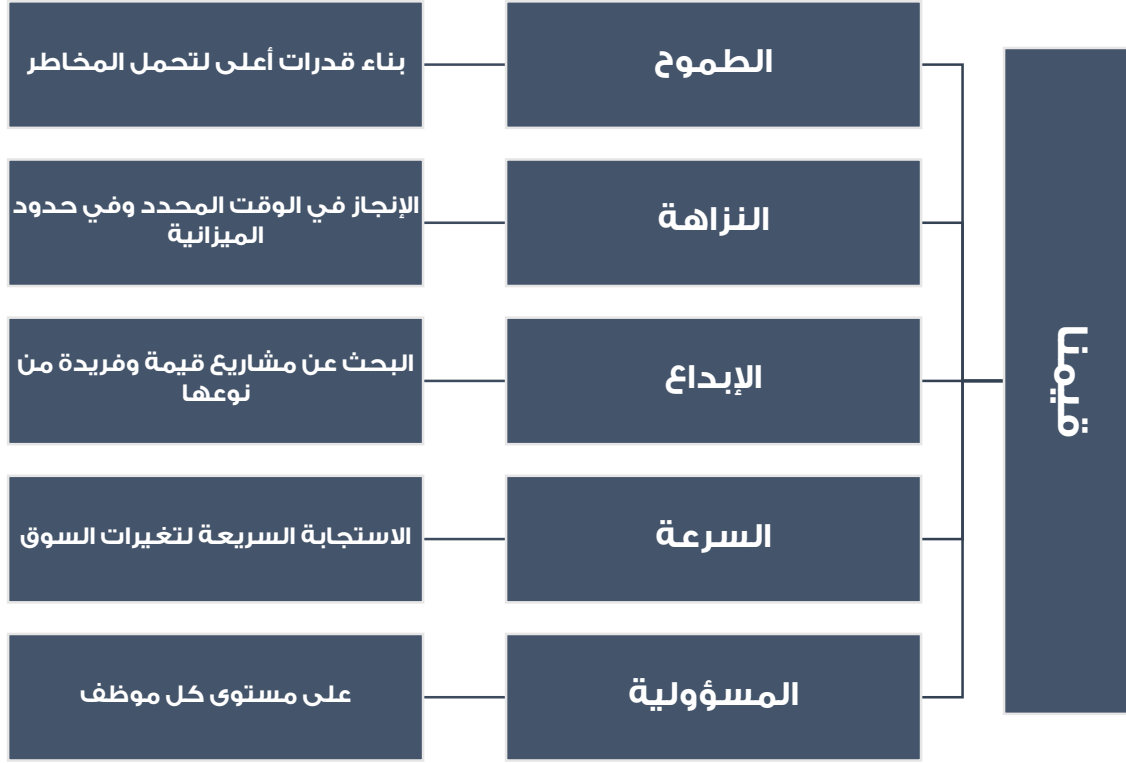 قيمنا
الطموح
بناء قدرات أعلى لتحمل المخاطر
النزاهة
الإنجاز في الوقت المحدد وفي حدود
الميزانية
الإبداع
البحث عن مشاريع قيمة وفريدة من
نوعها
السرعة
الاستجابة السريعة لتغيرات السوق
المسؤولية
على مستوى كل موظف